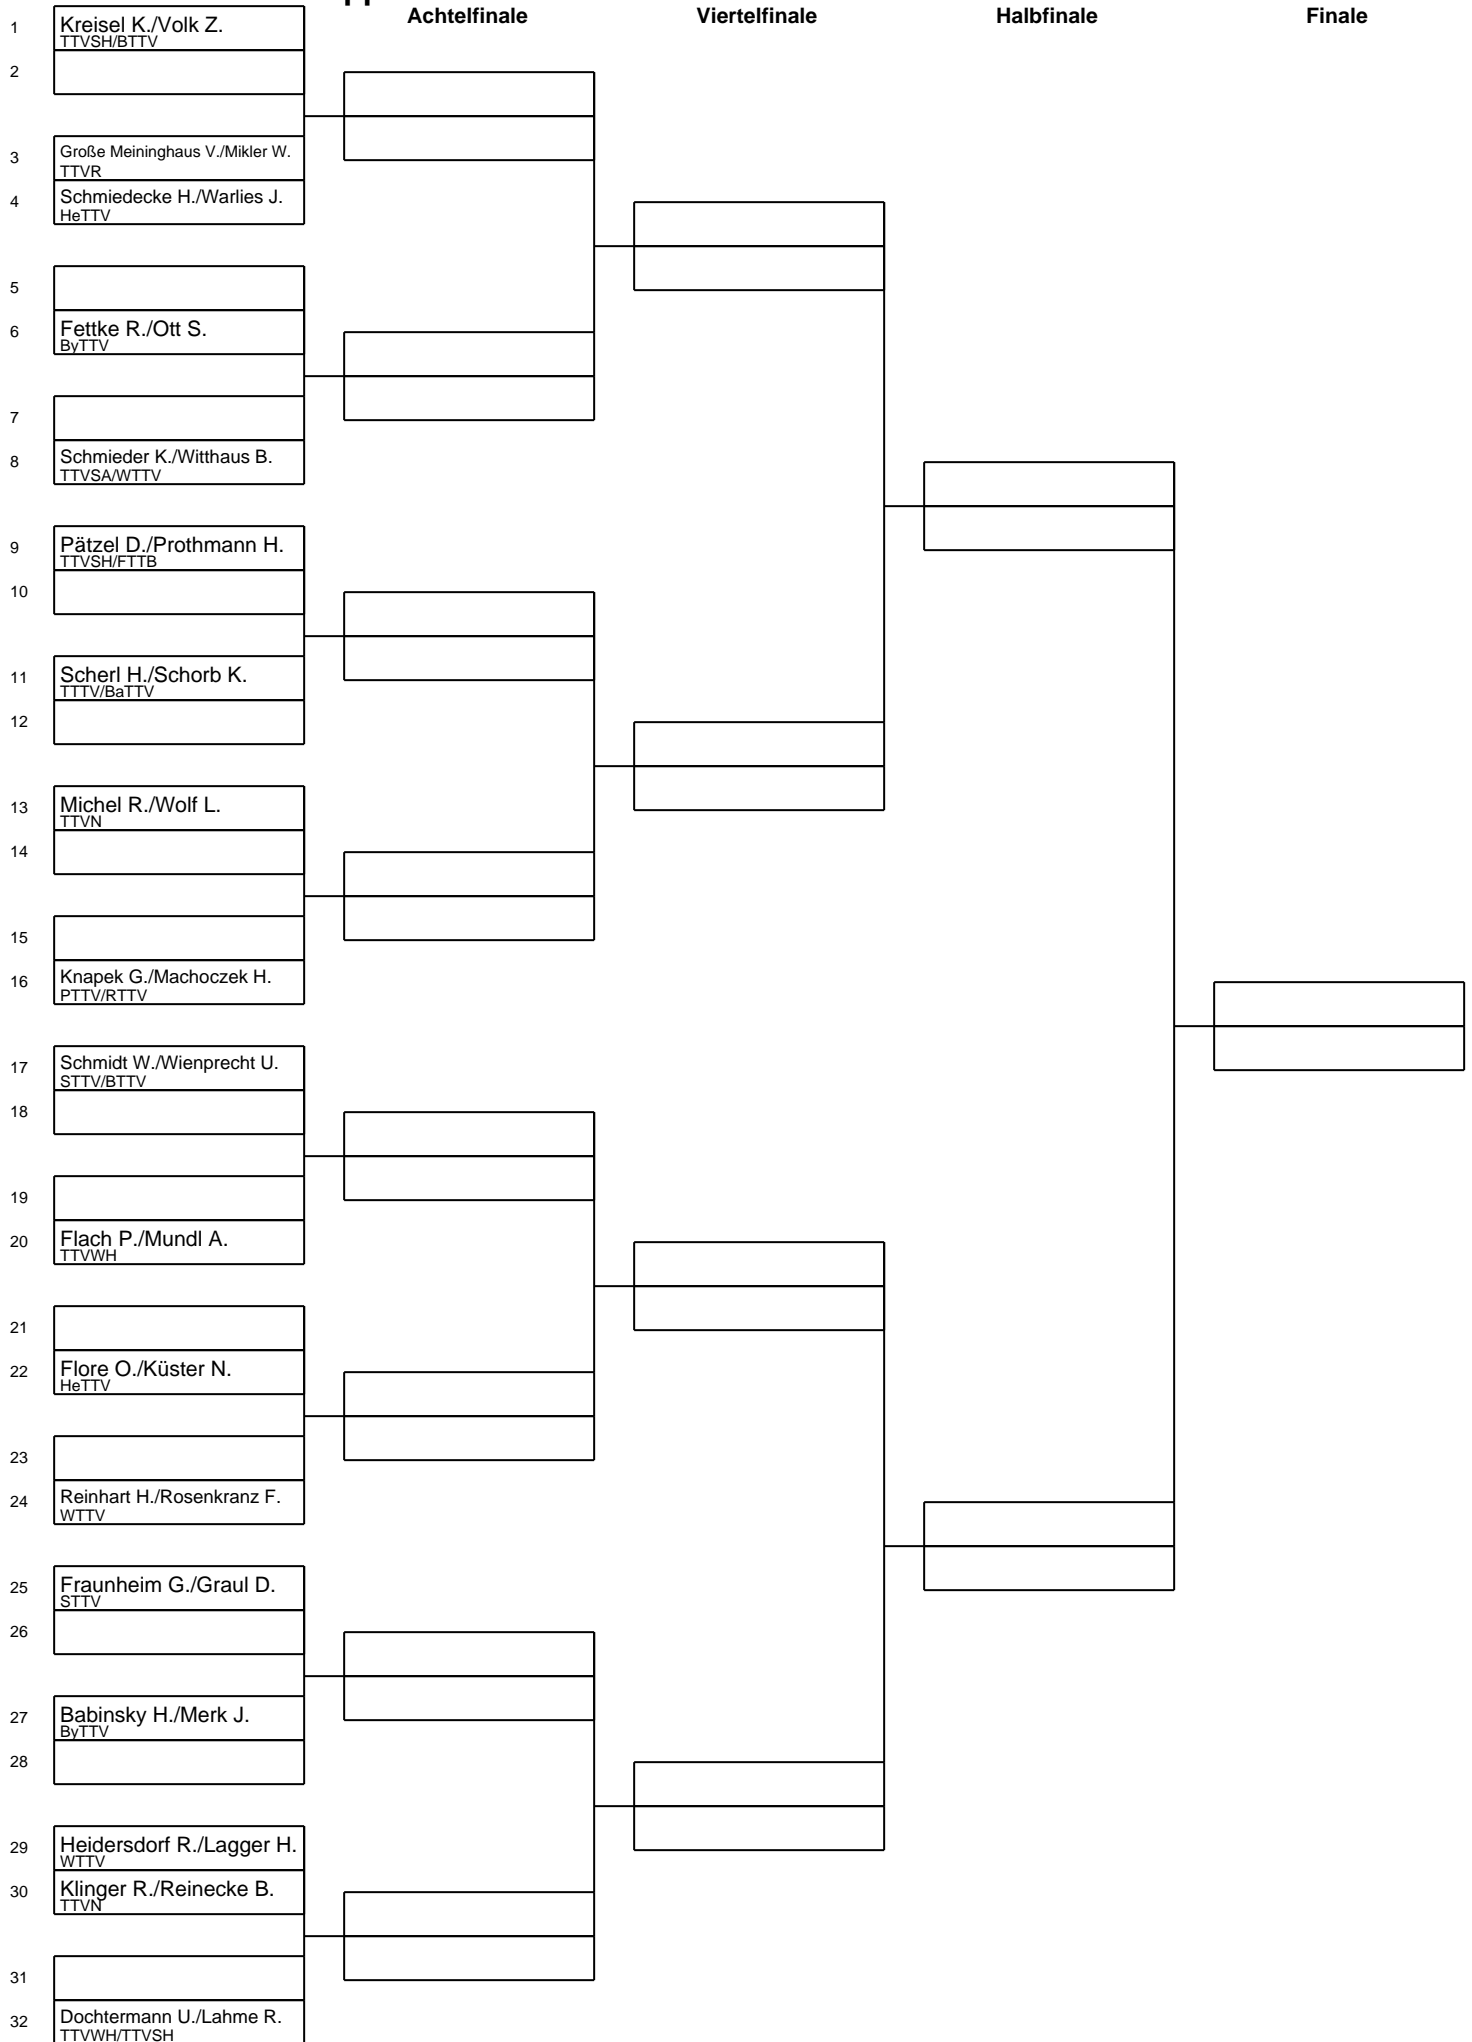 pp
Achtelfinale Viertelfinale Halbfinale Finale
1 Kreisel K./Volk Z.
TTVSH/BTTV
2
3 Große Meininghaus V./Mikler W.
TTVR
4 Schmiedecke H./Warlies J.
HeTTV
5
6 Fettke R./Ott S.
ByTTV
7
8 Schmieder K./Witthaus B.
TTVSA/WTTV
9 Pätzel D./Prothmann H.
TTVSH/FTTB
10
11 Scherl H./Schorb K.
TTTV/BaTTV
12
13 Michel R./Wolf L.
TTVN
14
15
16 Knapek G./Machoczek H.
PTTV/RTTV
17 Schmidt W./Wienprecht U.
STTV/BTTV
18
19
20 Flach P./Mundl A.
TTVWH
21
22 Flore O./Küster N.
HeTTV
23
24 Reinhart H./Rosenkranz F.
WTTV
25 Fraunheim G./Graul D.
STTV
26
27 Babinsky H./Merk J.
ByTTV
28
29 Heidersdorf R./Lagger H.
WTTV
30 Klinger R./Reinecke B.
TTVN
31
32 Dochtermann U./Lahme R.
TTVWH/TTVSH